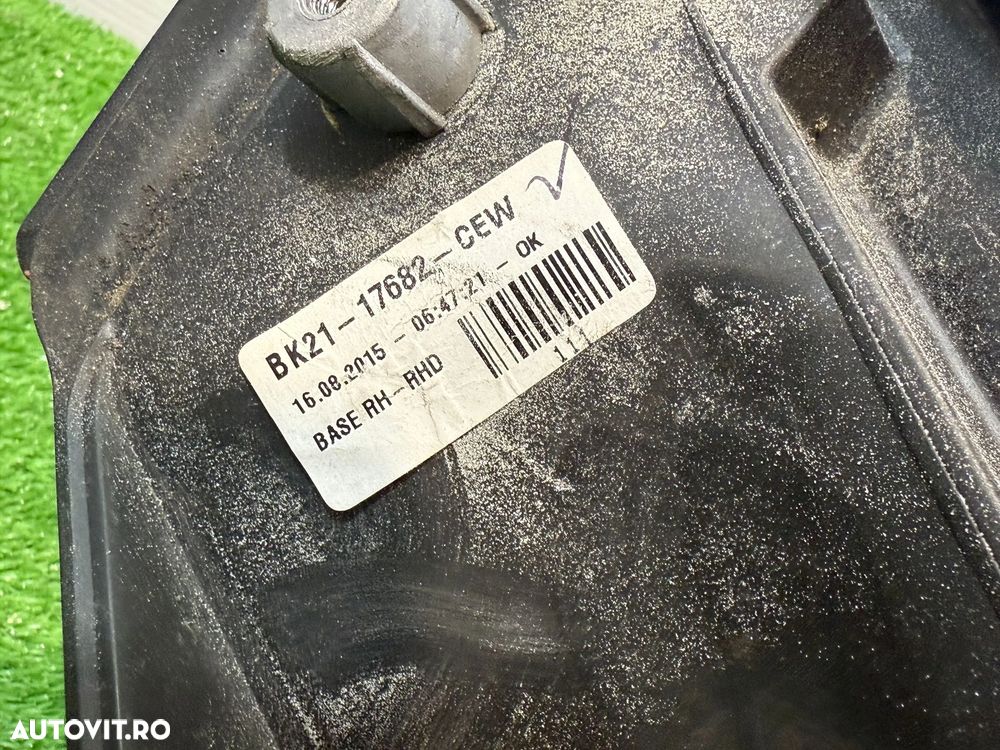 BK21-17682-CEW
16.08.2015 - 06:47:21 - OK
BASE RH-RHD
AUTOVIT.RO